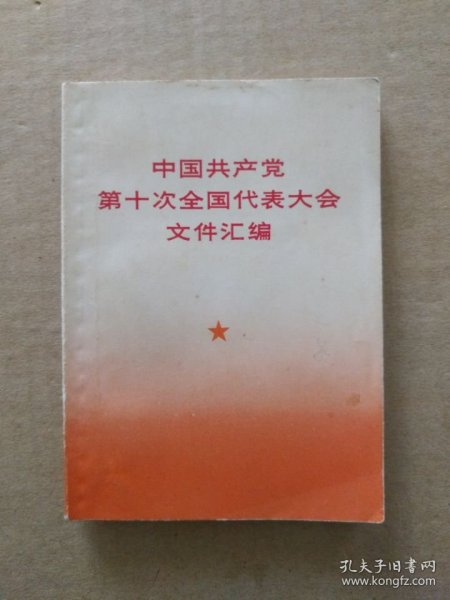 中国共产党
第十次全国代表大会
文件汇编
孔夫子旧书网
www.kongfz.com